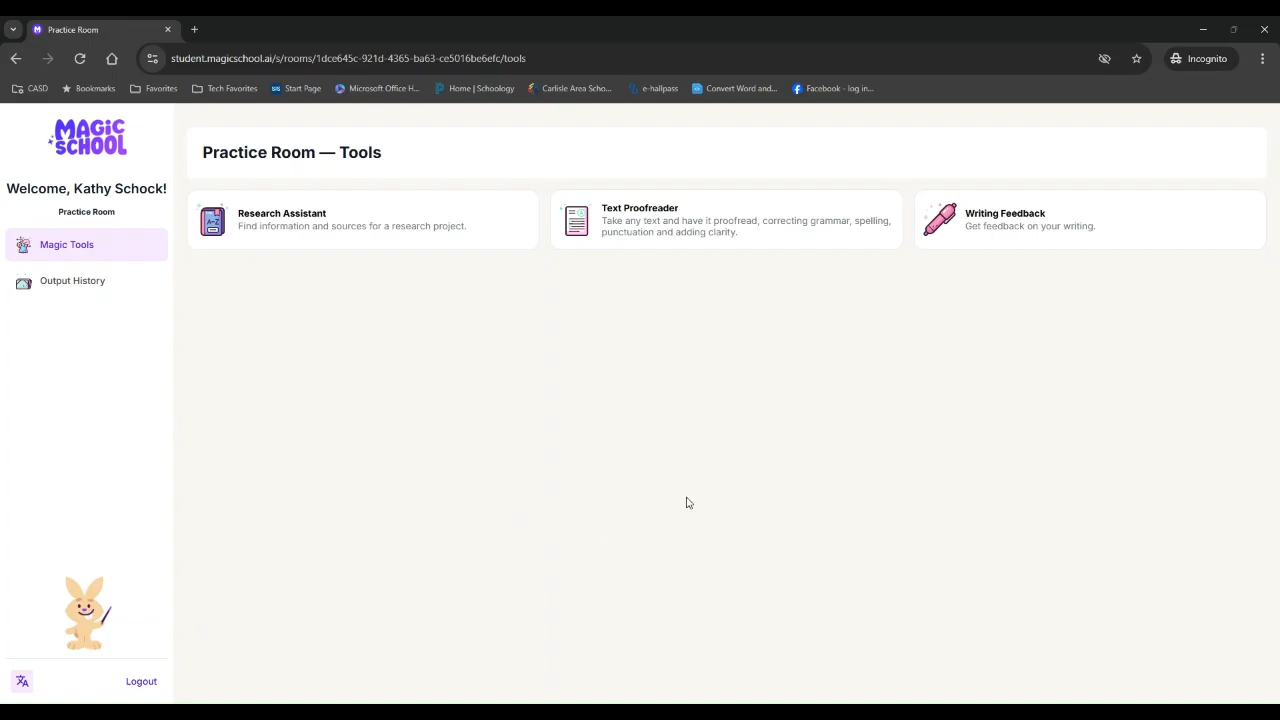 Practice Room
student.magicschool.ai/s/rooms/1dce645c-921d-4365-ba63-ce5016be6efc/tools
Incognito
CASD
Bookmarks
Favorites
Tech Favorites
SIS Start Page
Microsoft Office H...
Home | Schoology
Carlisle Area Scho...
e-hallpass
Convert Word and...
Facebook - log in...
MAGIC
SCHOOL
Welcome, Kathy Schock!
Practice Room
Magic Tools
Output History
Logout
Practice Room — Tools
A-Z
Research Assistant
Find information and sources for a research project.
Text Proofreader
Take any text and have it proofread, correcting grammar, spelling,
punctuation and adding clarity.
Writing Feedback
Get feedback on your writing.